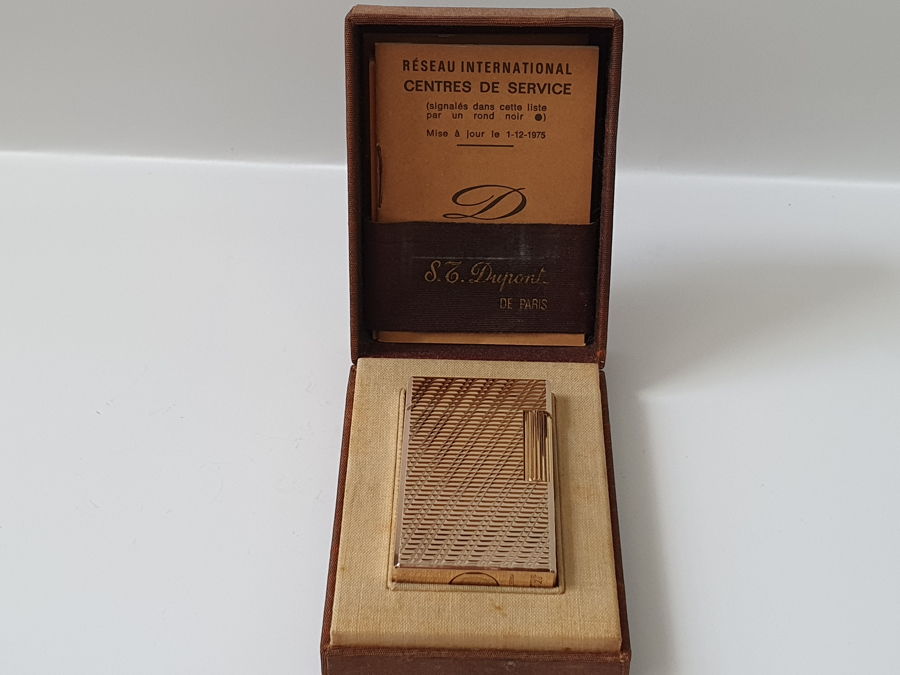 RÉSEAU INTERNATIONAL
CENTRES DE SERVICE
(signalés dans cette liste
par un rond noir ●)
Mise à jour le 1-12-1975
D
S.T. Dupont
DE PARIS